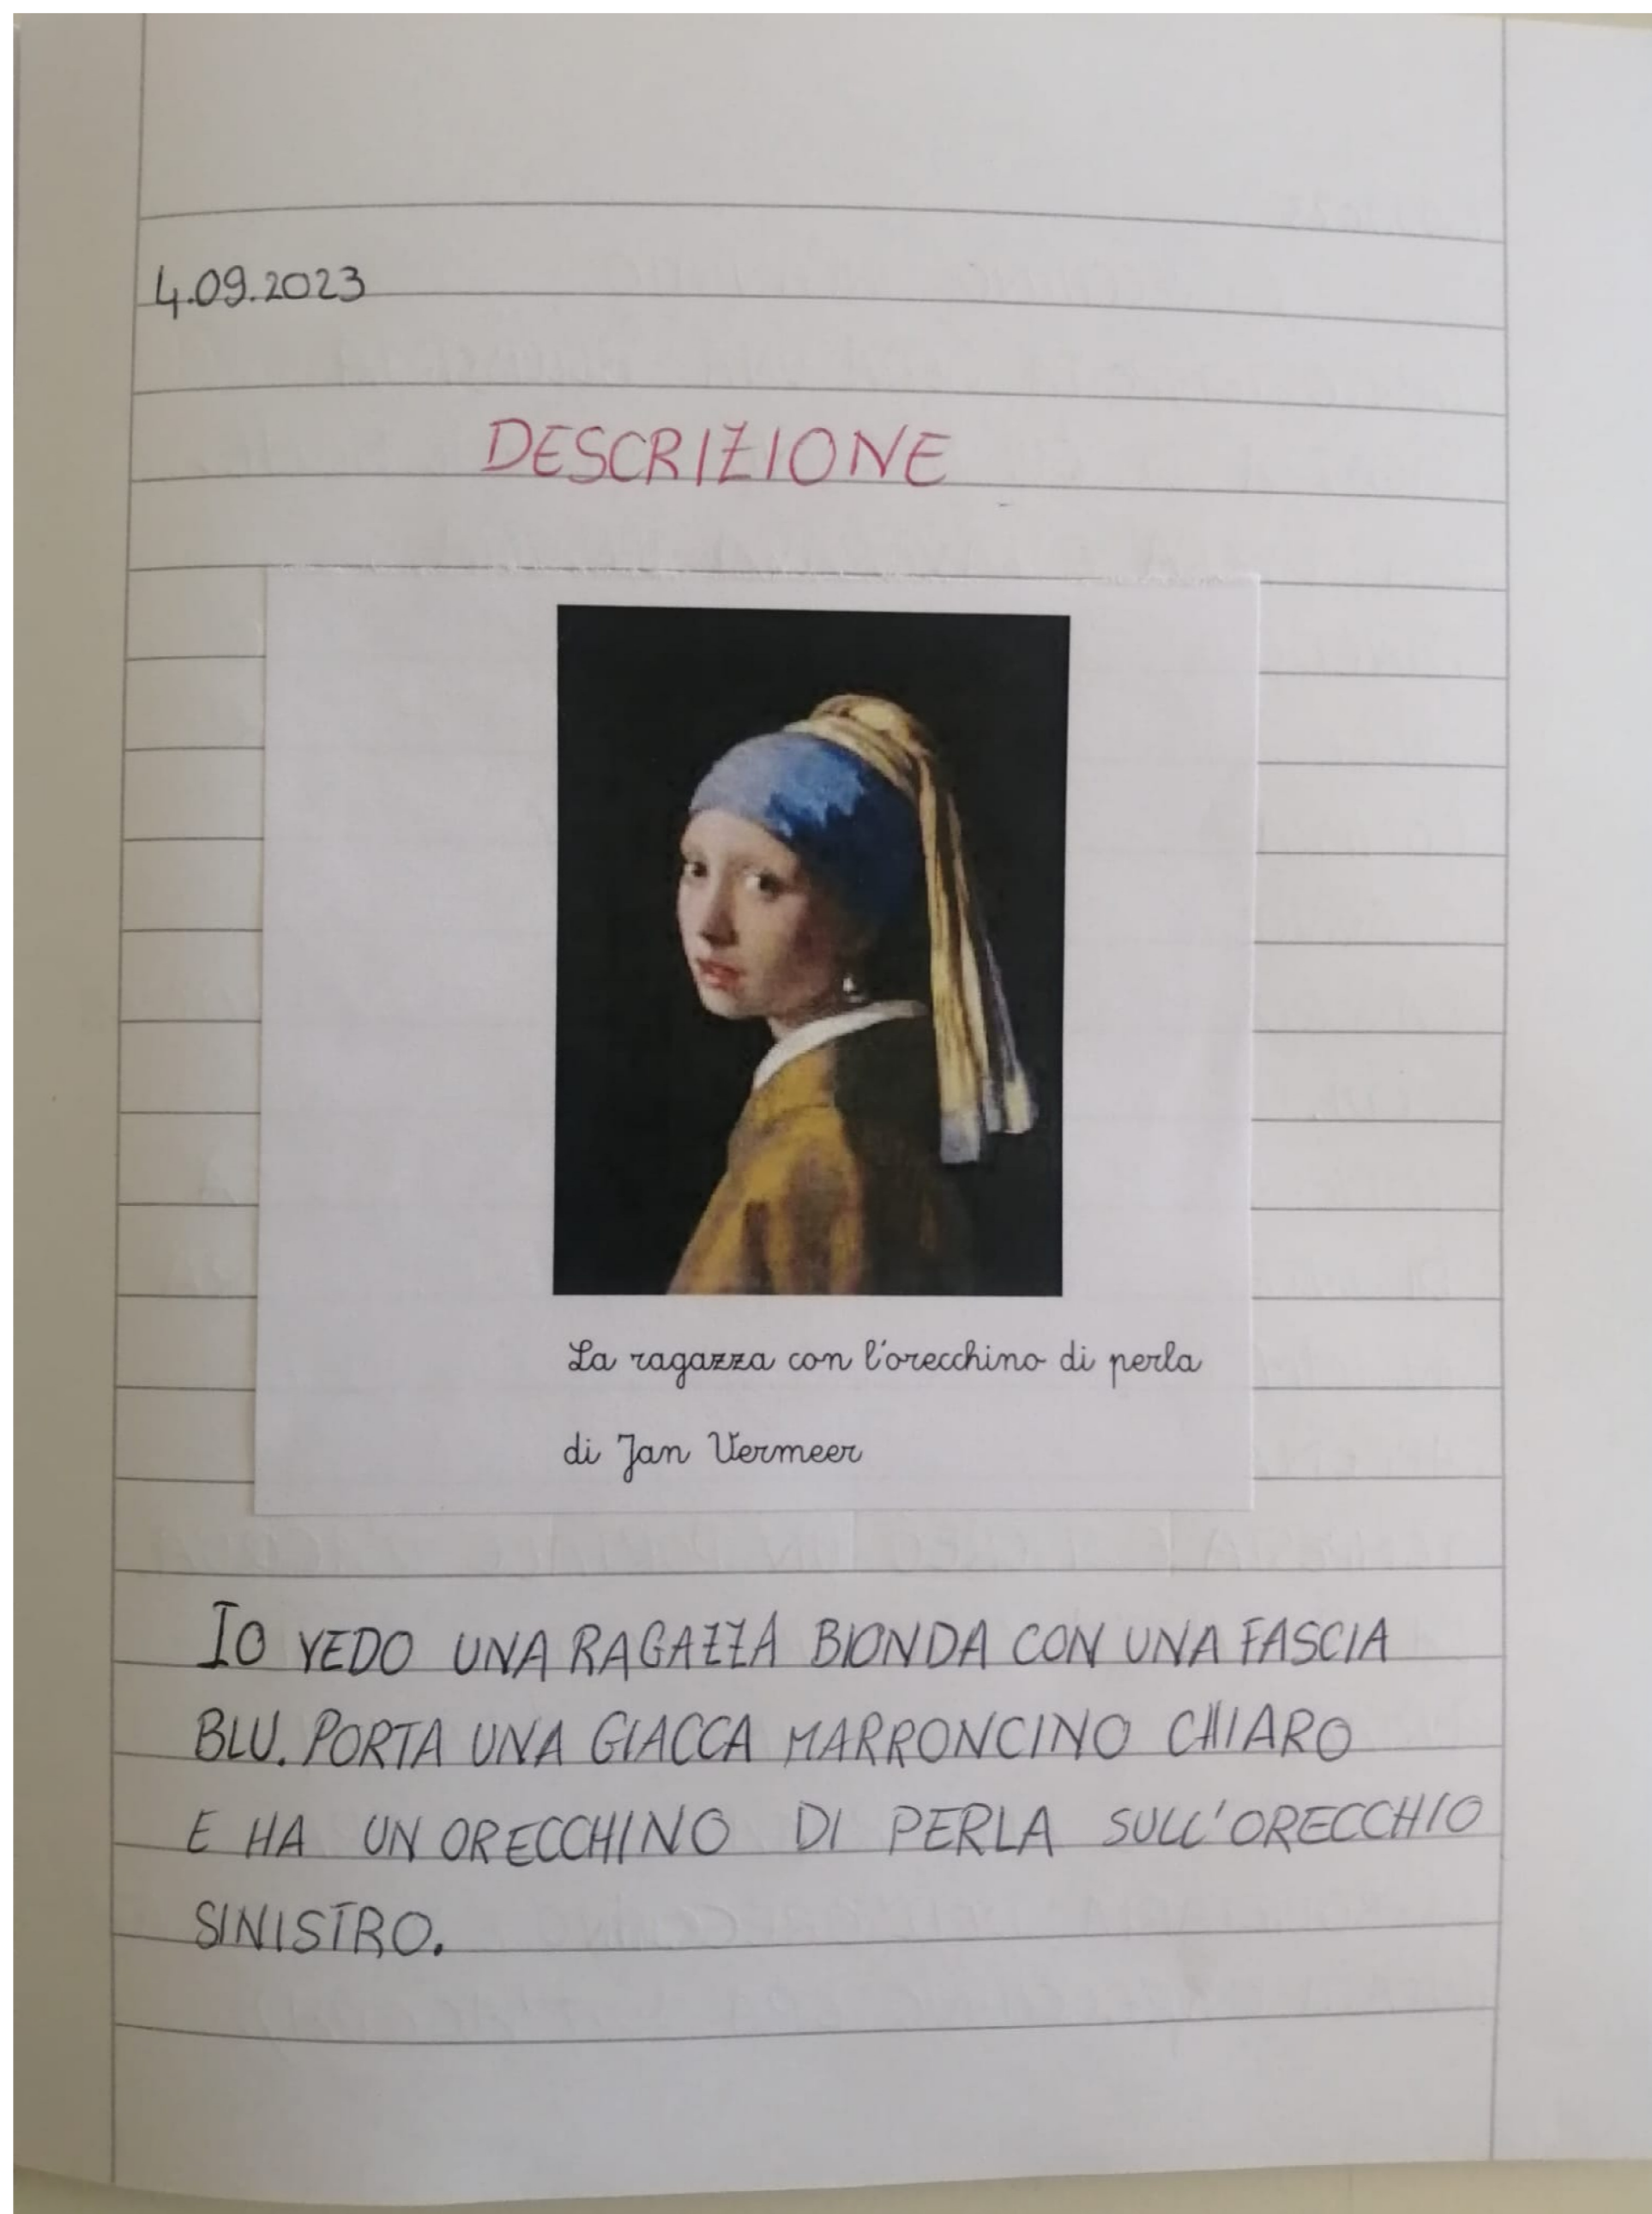 4.09.2023
DESCRIZIONE
La ragazza con l'orecchino di perla
di Jan Vermeer
IO VEDO UNA RAGAZZA BIONDA CON UNA FASCIA
BLU. PORTA UNA GIACCA MARRONCINO CHIARO
E HA UN ORECCHINO DI PERLA SULL'ORECCHIO
SINISTRO.